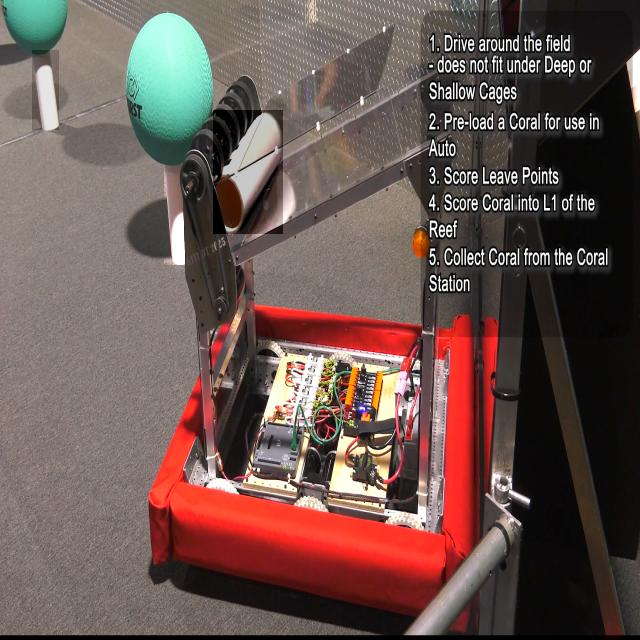 1. Drive around the field
- does not fit under Deep or
Shallow Cages
2. Pre-load a Coral for use in
Auto
3. Score Leave Points
4. Score Coral into L1 of the
Reef
5. Collect Coral from the Coral
Station